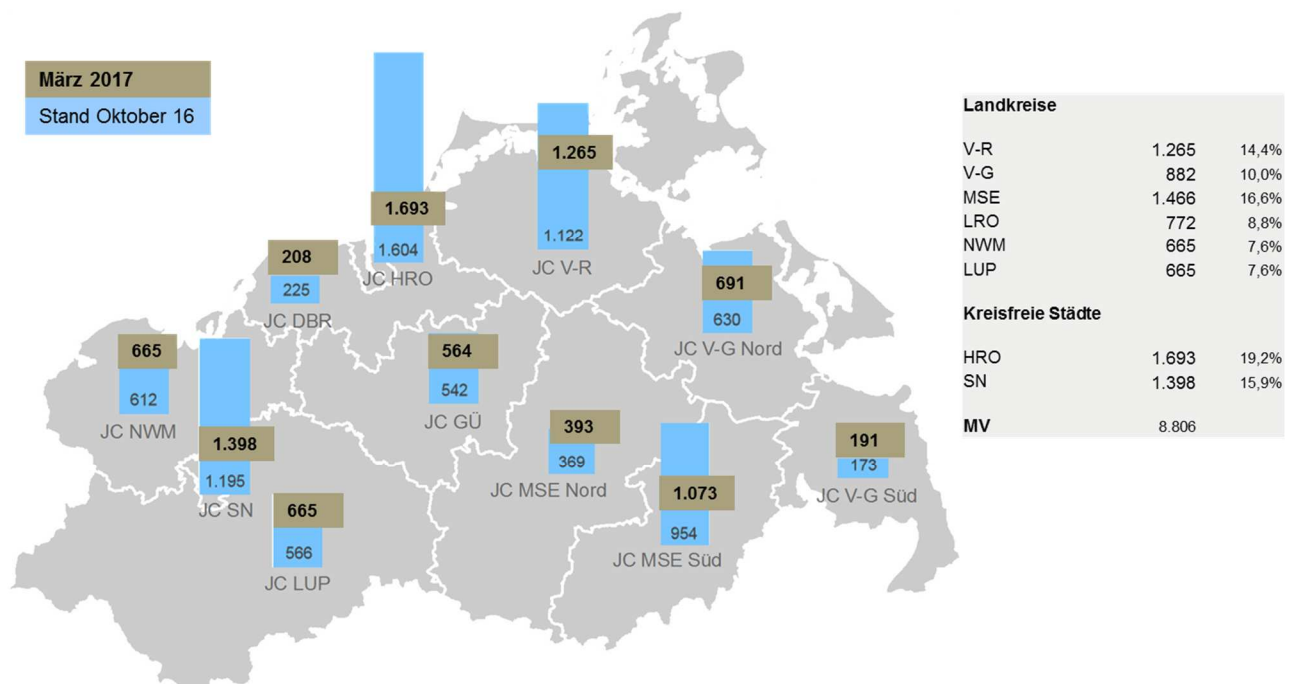 März 2017
Stand Oktober 16
1.693
1.604
JC HRO
1.265
1.122
JC V-R
208
225
JC DBR
691
630
JC V-G Nord
665
612
JC NWM
1.398
1.195
JC SN
564
542
JC GÜ
393
369
JC MSE Nord
1.073
954
JC MSE Süd
191
173
JC V-G Süd
665
566
JC LUP
Landkreise
V-R 1.265 14,4%
V-G 882 10,0%
MSE 1.466 16,6%
LRO 772 8,8%
NWM 665 7,6%
LUP 665 7,6%
Kreisfreie Städte
HRO 1.693 19,2%
SN 1.398 15,9%
MV 8.806